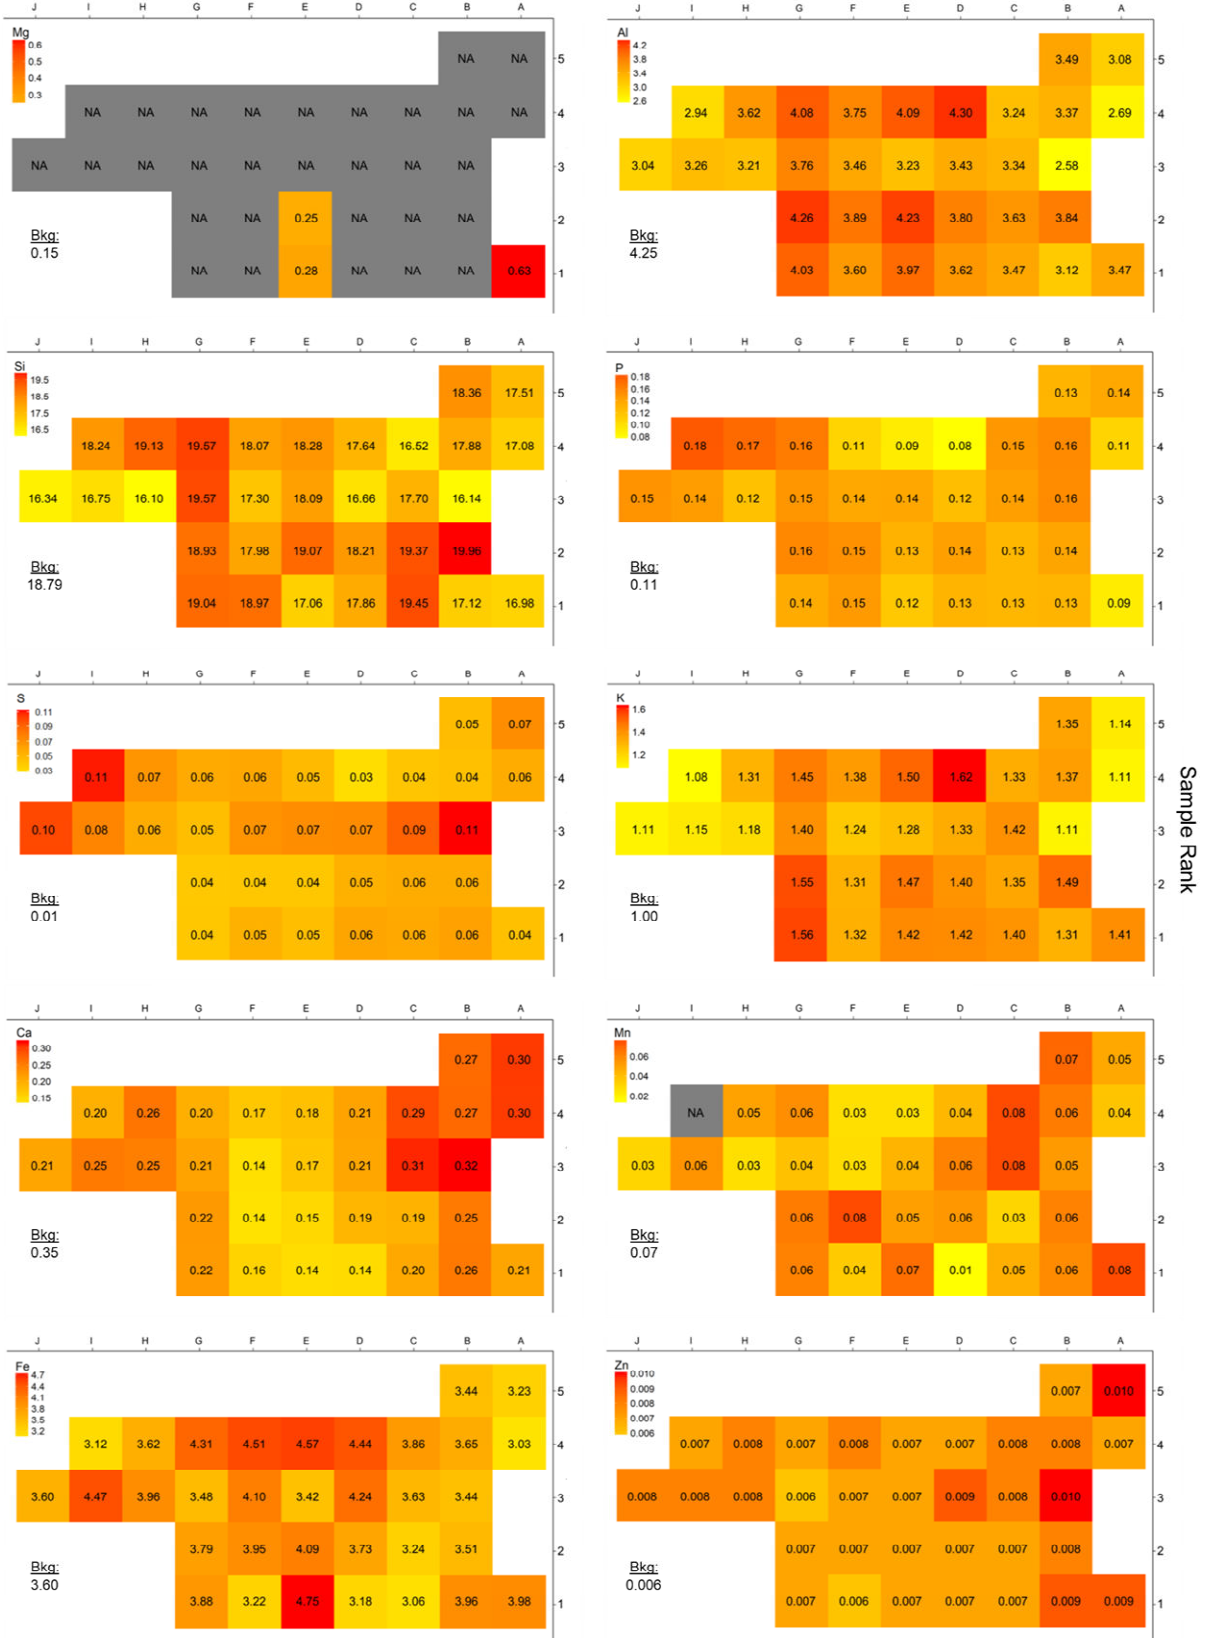 J I H G F E D C B A
Mg
0.6
0.5
0.4
0.3
NA NA 5
NA NA NA NA NA NA NA NA NA 4
NA NA NA NA NA NA NA NA NA 3
NA NA 0.25 NA NA NA 2
NA NA 0.28 NA NA NA 0.63 1
Bkg:
0.15
J I H G F E D C B A
Al
4.2
3.8
3.4
3.0
2.6
3.49 3.08 5
2.94 3.62 4.08 3.75 4.09 4.30 3.24 3.37 2.69 4
3.04 3.26 3.21 3.76 3.46 3.23 3.43 3.34 2.58 3
4.26 3.89 4.23 3.80 3.63 3.84 2
4.03 3.60 3.97 3.62 3.47 3.12 3.47 1
Bkg:
4.25
J I H G F E D C B A
Si
19.5
18.5
17.5
16.5
18.36 17.51 5
18.24 19.13 19.57 18.07 18.28 17.64 16.52 17.88 17.08 4
16.34 16.75 16.10 19.57 17.30 18.09 16.66 17.70 16.14 3
18.93 17.98 19.07 18.21 19.37 19.96 2
19.04 18.97 17.06 17.86 19.45 17.12 16.98 1
Bkg:
18.79
J I H G F E D C B A
P
0.18
0.16
0.14
0.12
0.10
0.08
0.13 0.14 5
0.18 0.17 0.16 0.11 0.09 0.08 0.15 0.16 0.11 4
0.15 0.14 0.12 0.15 0.14 0.14 0.12 0.14 0.16 3
0.16 0.15 0.13 0.14 0.13 0.14 2
0.14 0.15 0.12 0.13 0.13 0.13 0.09 1
Bkg:
0.11
J I H G F E D C B A
S
0.11
0.09
0.07
0.05
0.03
0.05 0.07 5
0.11 0.07 0.06 0.06 0.05 0.03 0.04 0.04 0.06 4
0.10 0.08 0.06 0.05 0.07 0.07 0.07 0.09 0.11 3
0.04 0.04 0.04 0.05 0.06 0.06 2
0.04 0.05 0.05 0.06 0.06 0.06 0.04 1
Bkg:
0.01
J I H G F E D C B A
K
1.6
1.4
1.2
1.35 1.14 5
1.08 1.31 1.45 1.38 1.50 1.62 1.33 1.37 1.11 4
1.11 1.15 1.18 1.40 1.24 1.28 1.33 1.42 1.11 3
1.55 1.31 1.47 1.40 1.35 1.49 2
1.56 1.32 1.42 1.42 1.40 1.31 1.41 1
Bkg:
1.00
Sample Rank
J I H G F E D C B A
Ca
0.30
0.25
0.20
0.15
0.27 0.30 5
0.20 0.26 0.20 0.17 0.18 0.21 0.29 0.27 0.30 4
0.21 0.25 0.25 0.21 0.14 0.17 0.21 0.31 0.32 3
0.22 0.14 0.15 0.19 0.19 0.25 2
0.22 0.16 0.14 0.14 0.20 0.26 0.21 1
Bkg:
0.35
J I H G F E D C B A
Mn
0.06
0.04
0.02
0.07 0.05 5
NA 0.05 0.06 0.03 0.03 0.04 0.08 0.06 0.04 4
0.03 0.06 0.03 0.04 0.03 0.04 0.06 0.08 0.05 3
0.06 0.08 0.05 0.06 0.03 0.06 2
0.06 0.04 0.07 0.01 0.05 0.06 0.08 1
Bkg:
0.07
J I H G F E D C B A
Fe
4.7
4.4
4.1
3.8
3.5
3.2
3.44 3.23 5
3.12 3.62 4.31 4.51 4.57 4.44 3.86 3.65 3.03 4
3.60 4.47 3.96 3.48 4.10 3.42 4.24 3.63 3.44 3
3.79 3.95 4.09 3.73 3.24 3.51 2
3.88 3.22 4.75 3.18 3.06 3.96 3.98 1
Bkg:
3.60
J I H G F E D C B A
Zn
0.010
0.009
0.008
0.007
0.006
0.007 0.010 5
0.007 0.008 0.007 0.008 0.007 0.007 0.008 0.008 0.007 4
0.008 0.008 0.008 0.006 0.007 0.007 0.009 0.008 0.010 3
0.007 0.007 0.007 0.007 0.007 0.008 2
0.007 0.006 0.007 0.007 0.007 0.009 0.009 1
Bkg:
0.006